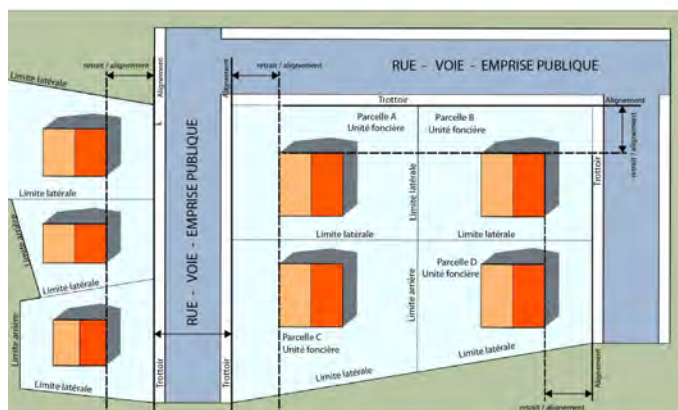 retrait / alignement
Alignement
Alignement
retrait / alignement
RUE - VOIE - EMPRISE PUBLIQUE
Limite latérale
Trottoir
Alignement
Parcelle A
Unité foncière
Parcelle B
Unité foncière
retrait / alignement
Trottoir
Limite latérale
Limite latérale
Limite latérale
Limite latérale
Limite arrière
RUE - VOIE - EMPRISE PUBLIQUE
Parcelle D
Unité foncière
Limite arrière
Limite latérale
Limite arrière
Parcelle C
Unité foncière
Alignement
Limite latérale
Limite latérale
Trottoir
Trottoir
retrait / alignement